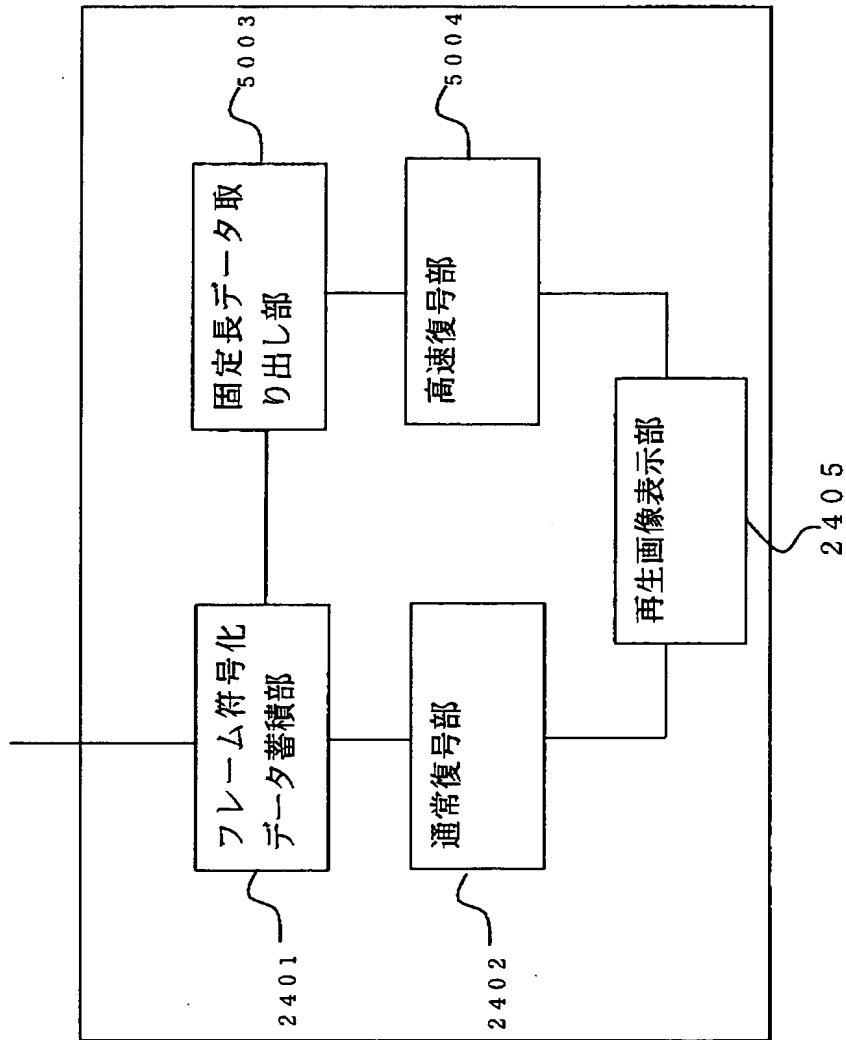 フレーム符号化
データ蓄積部
2401
固定長データ取
り出し部
5003
通常復号部
2402
高速復号部
5004
再生画像表示部
2405